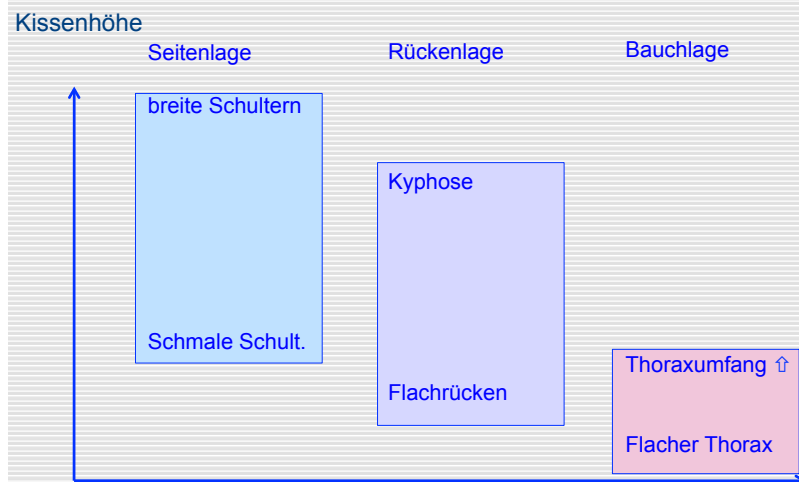 Kissenhöhe
Seitenlage
Rückenlage
Bauchlage
breite Schultern
Schmale Schult.
Kyphose
Flachrücken
Thoraxumfang ⇧
Flacher Thorax